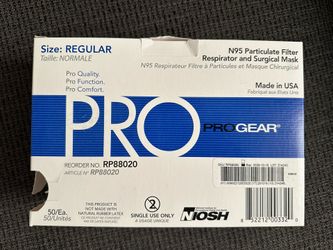 Size: REGULAR
Taille: NORMALE
Pro Quality.
Pro Function.
Pro Comfort.
N95 Particulate Filter
Respirator and Surgical Mask
N95 Respirateur Filtre à Particules et Masque Chirurgical
Made in USA
Fabriqué aux États Unis
PRO
PROGEAR®
REORDER NO. RP88020
ARTICLE Nº RP88020
50/Ea.
50/Unités
THIS PRODUCT IS
NOT MADE WITH
NATURAL RUBBER LATEX
2
SINGLE USE ONLY
À USAGE UNIQUE
NIOSH